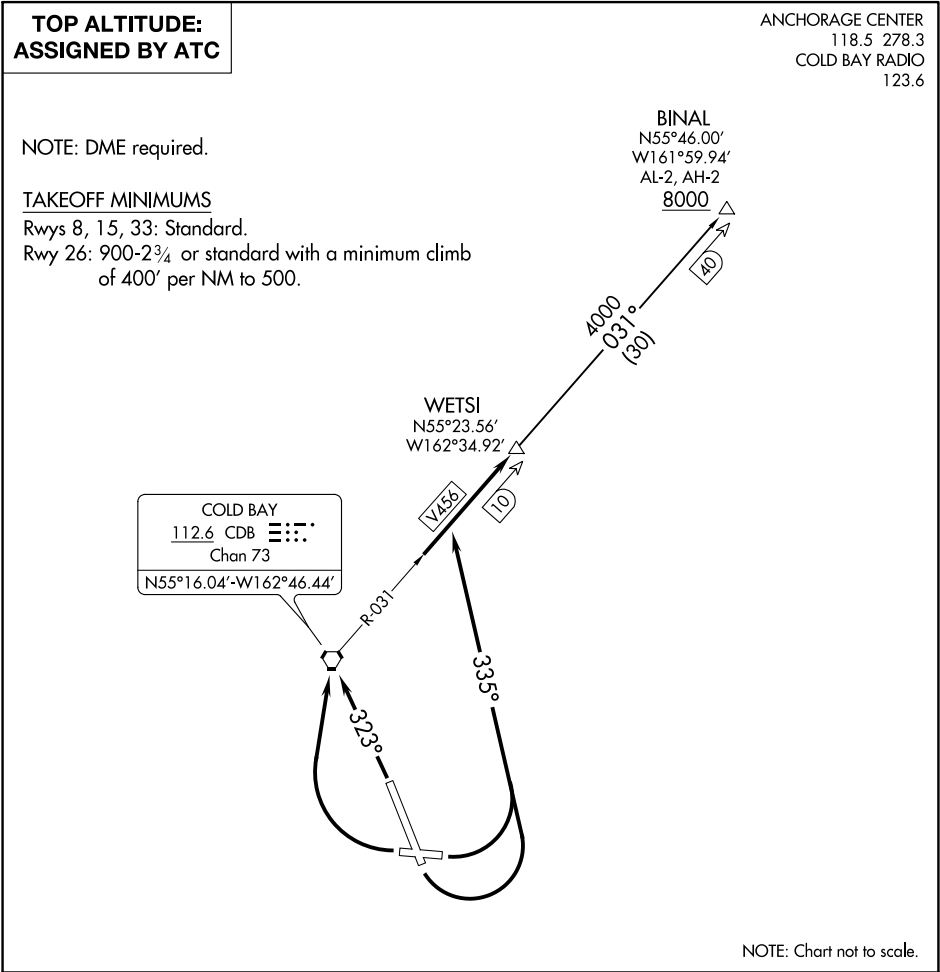 TOP ALTITUDE:
ASSIGNED BY ATC
ANCHORAGE CENTER
118.5 278.3
COLD BAY RADIO
123.6
NOTE: DME required.
TAKEOFF MINIMUMS
Rwys 8, 15, 33: Standard.
Rwy 26: 900-2¾ or standard with a minimum climb
of 400' per NM to 500.
BINAL
N55°46.00'
W161°59.94'
AL-2, AH-2
8000
40
4000
031°
(30)
WETSI
N55°23.56'
W162°34.92'
10
V456
COLD BAY
112.6 CDB
Chan 73
N55°16.04'-W162°46.44'
R-031
335°
323°
NOTE: Chart not to scale.